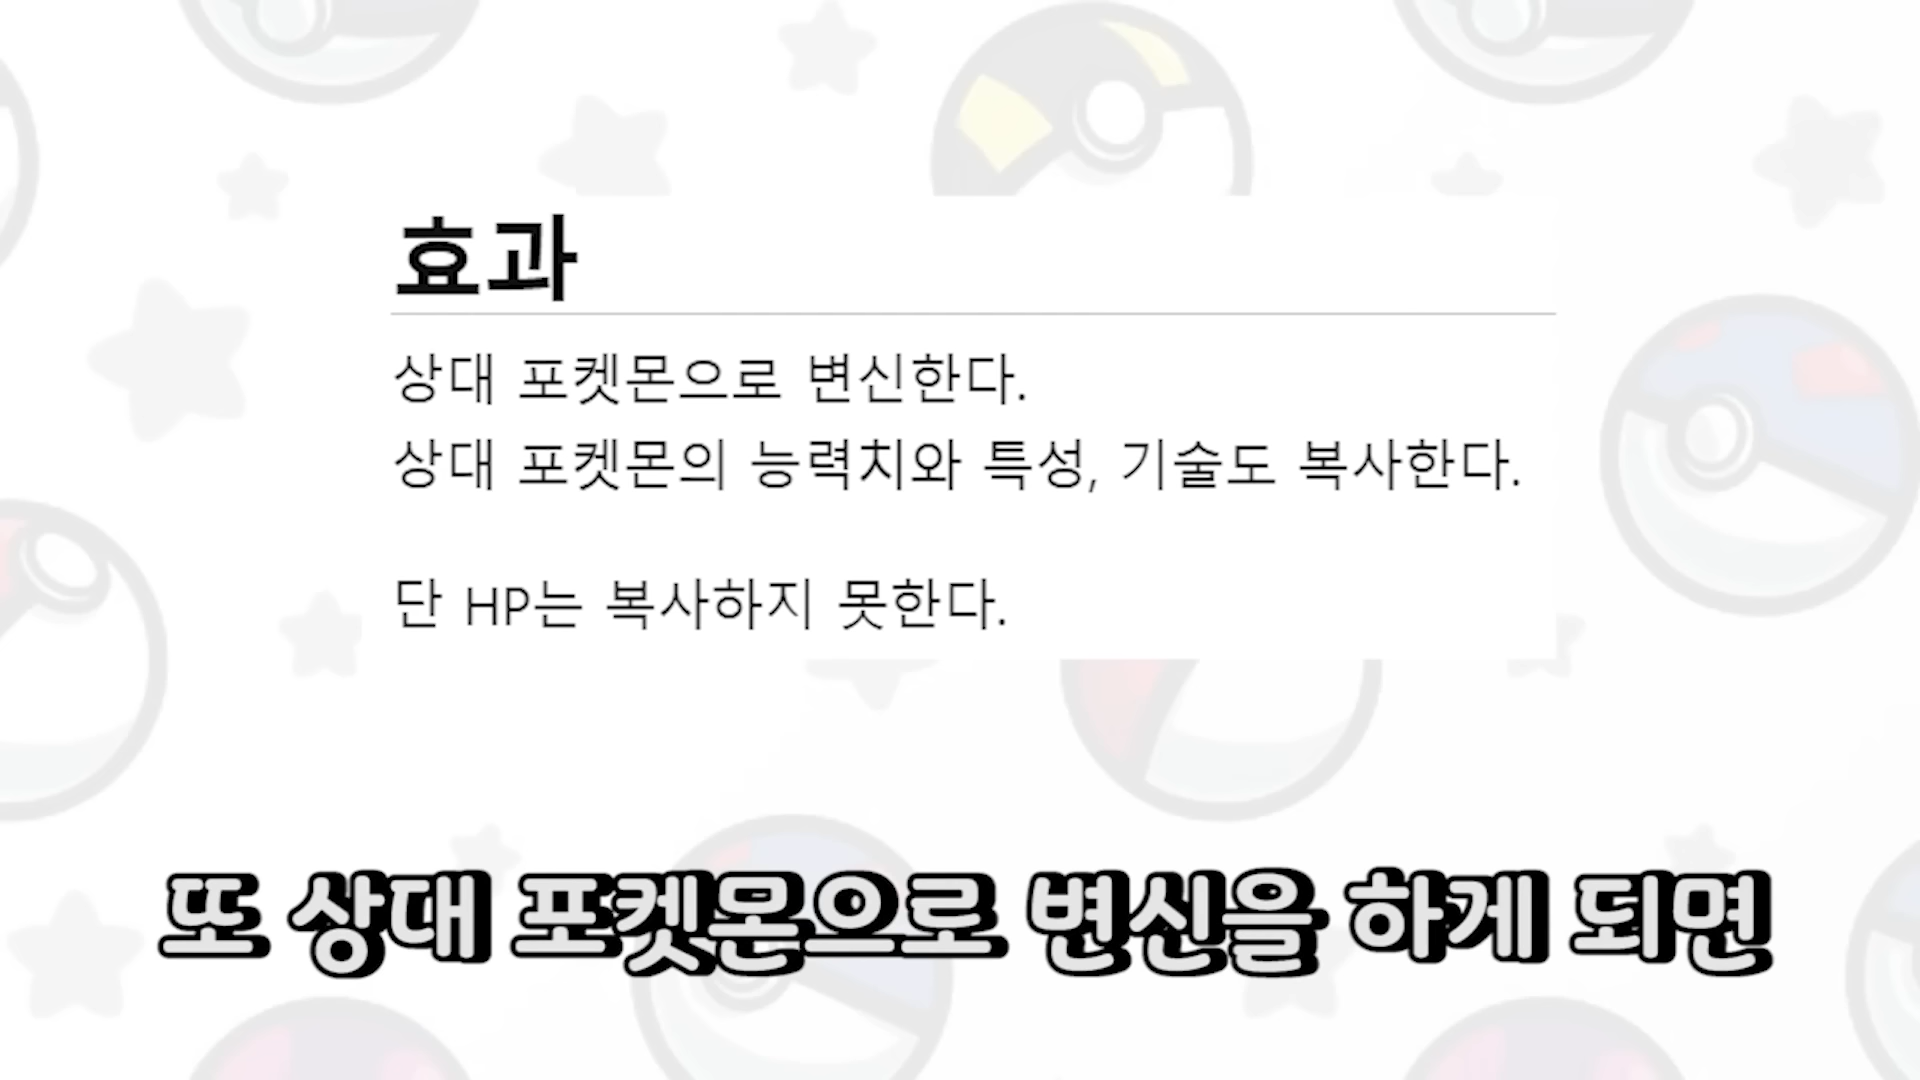 효과
상대 포켓몬으로 변신한다.
상대 포켓몬의 능력치와 특성, 기술도 복사한다.
단 HP는 복사하지 못한다.
또 상대 포켓몬으로 변신을 하게 되면